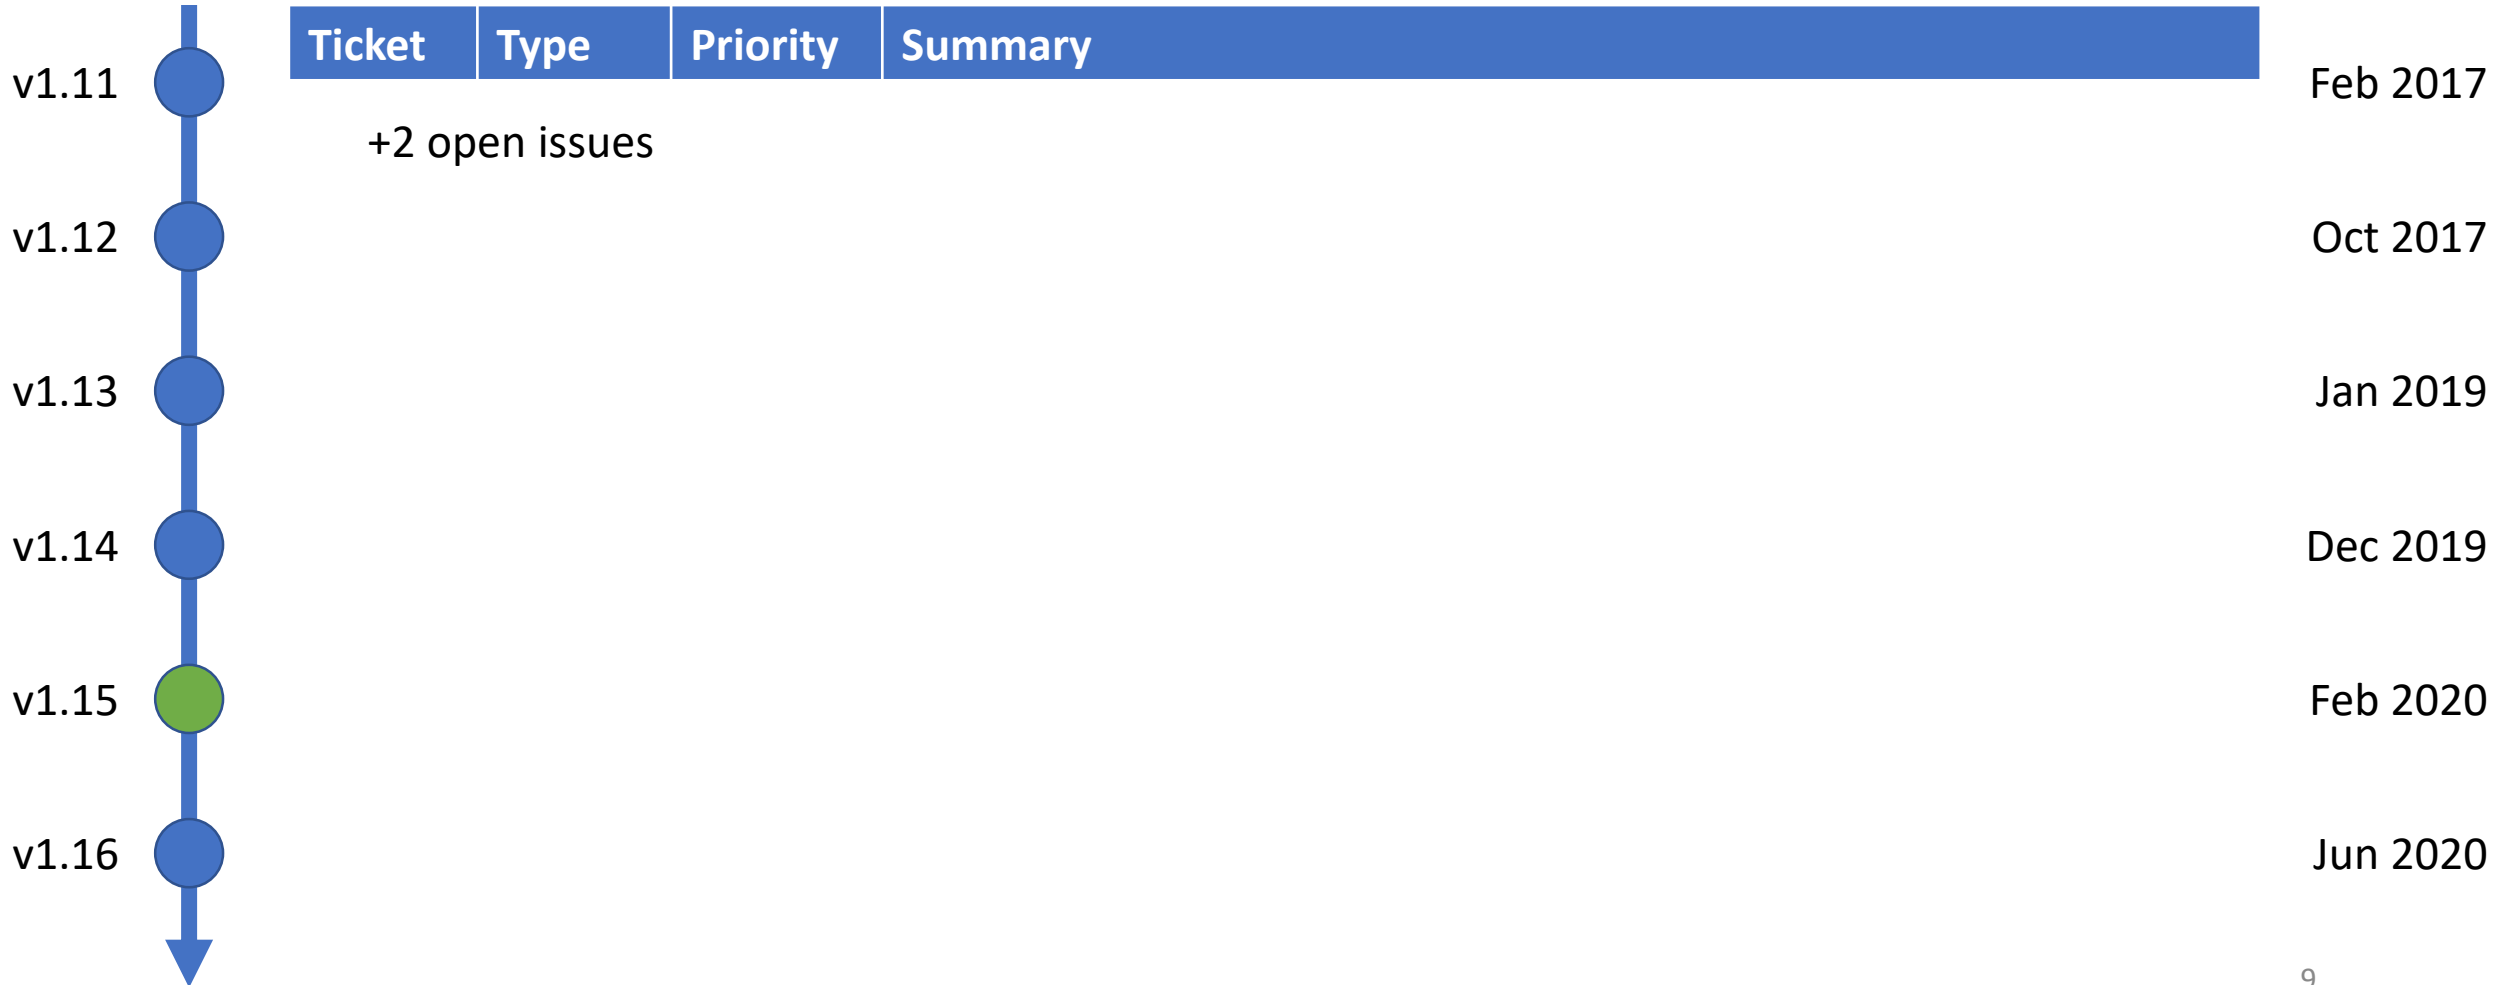 Ticket Type Priority Summary
v1.11 Feb 2017
+2 open issues
v1.12 Oct 2017
v1.13 Jan 2019
v1.14 Dec 2019
v1.15 Feb 2020
v1.16 Jun 2020
9